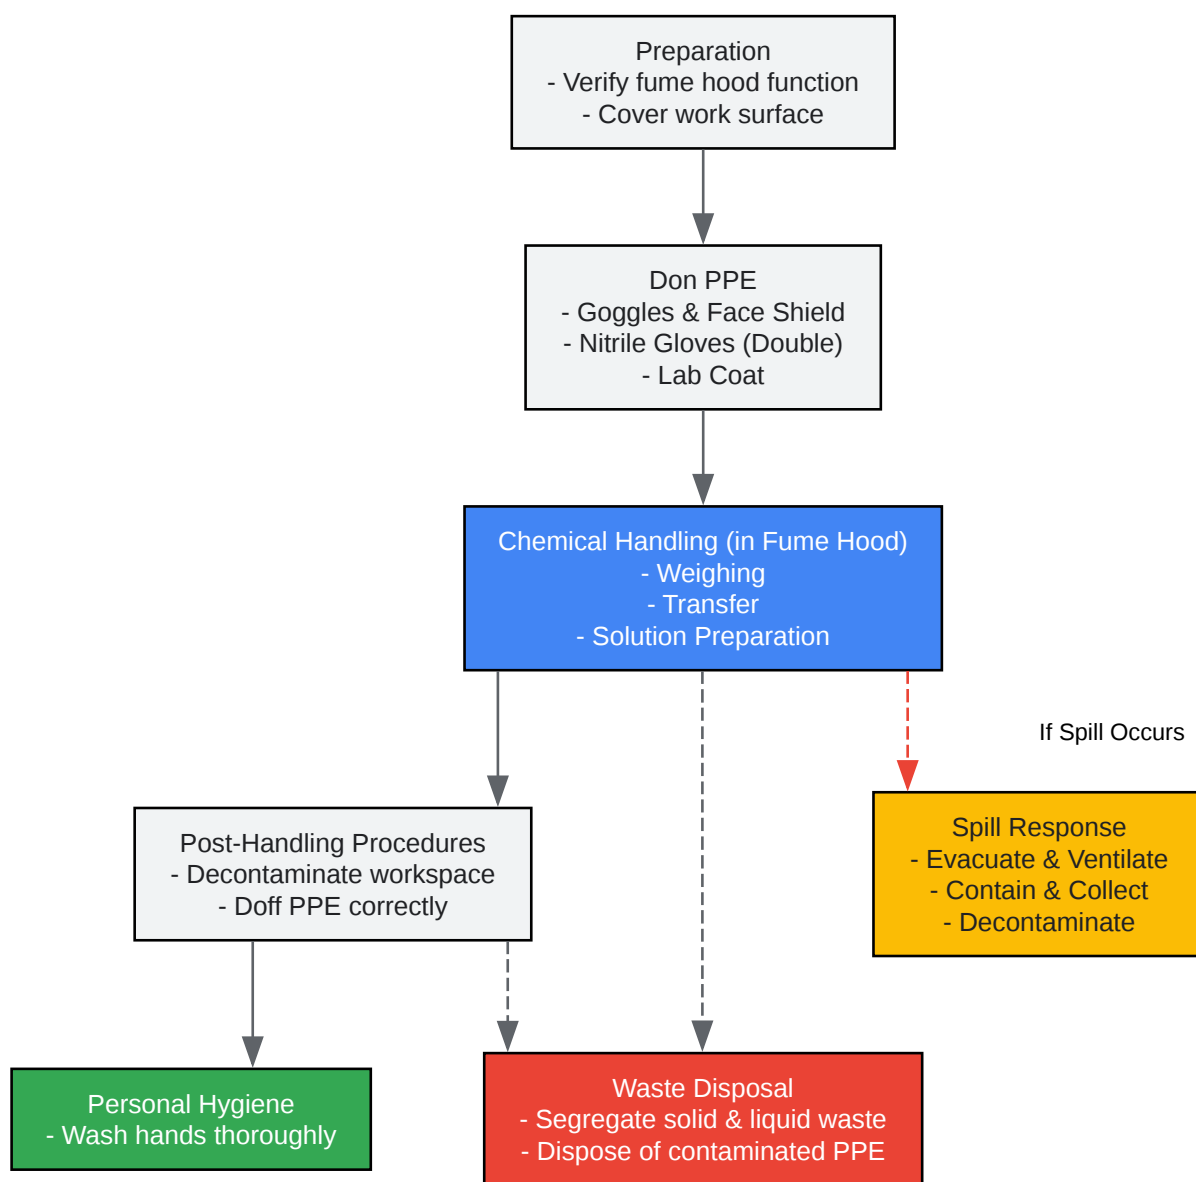 Preparation
- Verify fume hood function
- Cover work surface
Don PPE
- Goggles & Face Shield
- Nitrile Gloves (Double)
- Lab Coat
Chemical Handling (in Fume Hood)
- Weighing
- Transfer
- Solution Preparation
If Spill Occurs
Post-Handling Procedures
- Decontaminate workspace
- Doff PPE correctly
Spill Response
- Evacuate & Ventilate
- Contain & Collect
- Decontaminate
Personal Hygiene
- Wash hands thoroughly
Waste Disposal
- Segregate solid & liquid waste
- Dispose of contaminated PPE